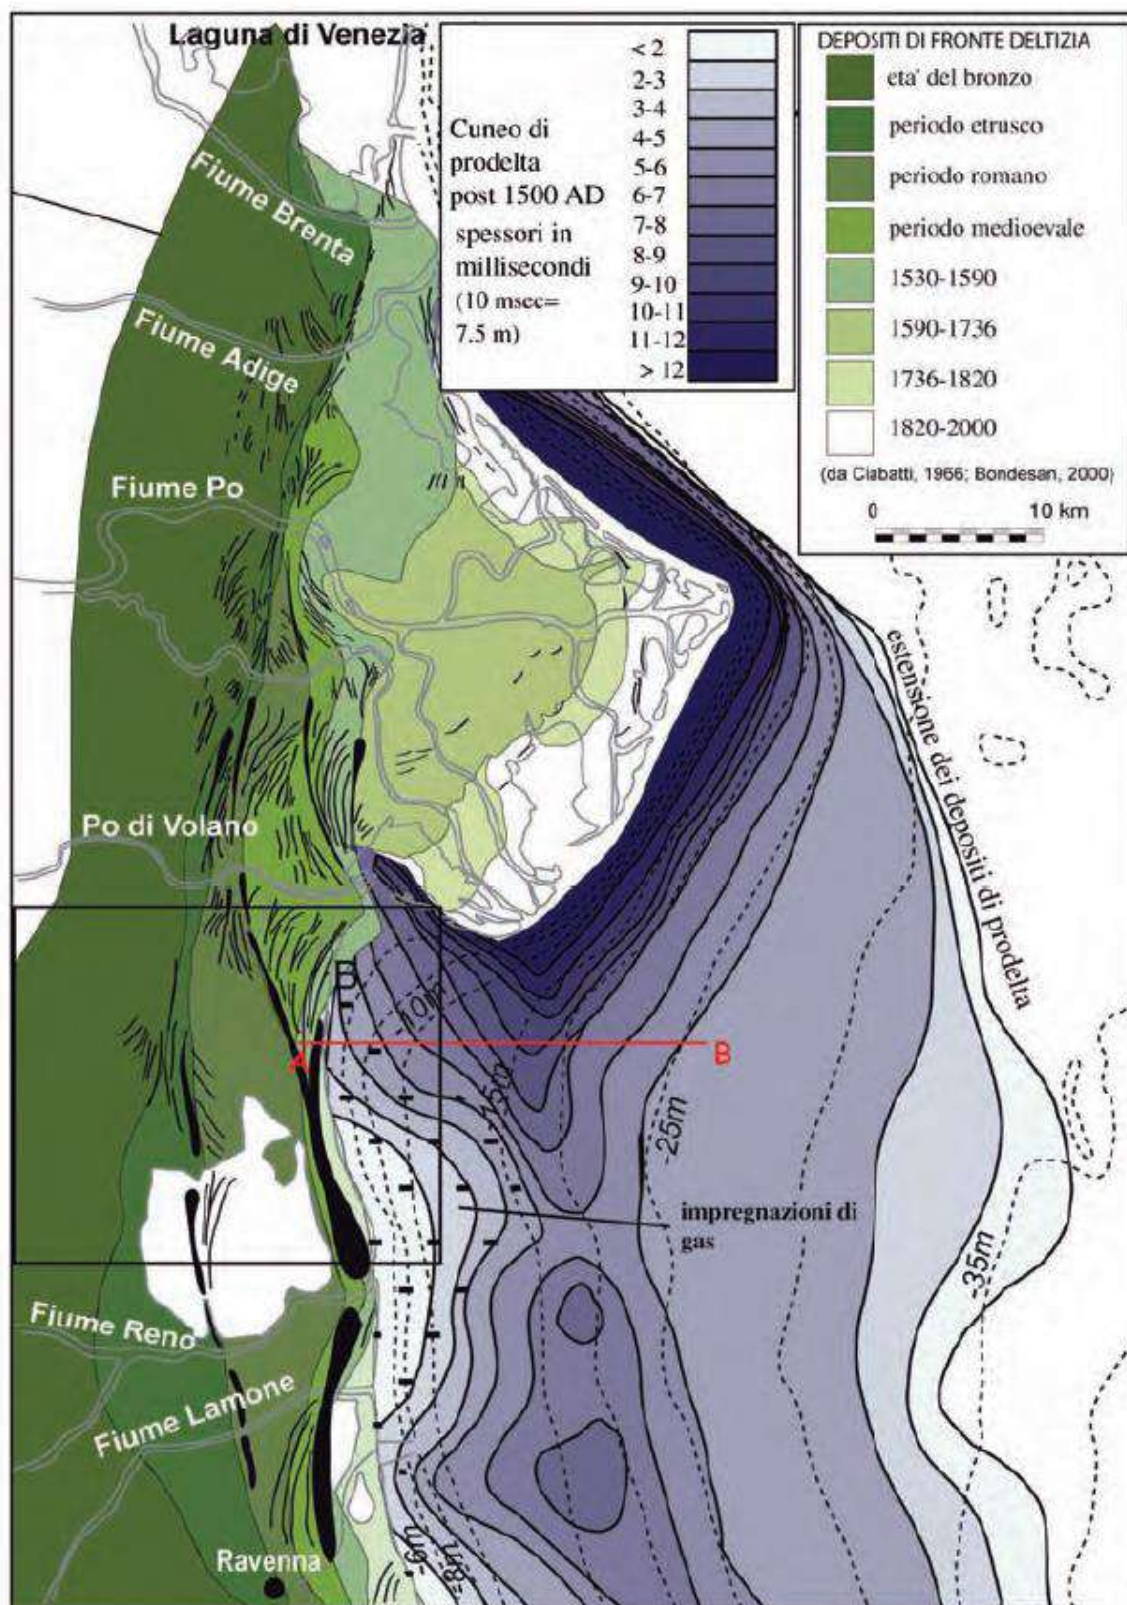 Laguna di Venezia
Cuneo di
prodelta
post 1500 AD
spessori in
millisecondi
(10 msec=
7.5 m)
< 2
2-3
3-4
4-5
5-6
6-7
7-8
8-9
9-10
10-11
11-12
> 12
DEPOSITI DI FRONTE DELTIZIA
eta' del bronzo
periodo etrusco
periodo romano
periodo medioevale
1530-1590
1590-1736
1736-1820
1820-2000
(da Ciabatti, 1966; Bondesan, 2000)
0 10 km
Fiume Brenta
Fiume Adige
Fiume Po
Po di Volano
estensione dei depositi di prodelta
B
-10m
A
B
-15m
-25m
impregnazioni di
gas
-35m
Fiume Reno
Fiume Lamone
Ravenna
-6m
-8m